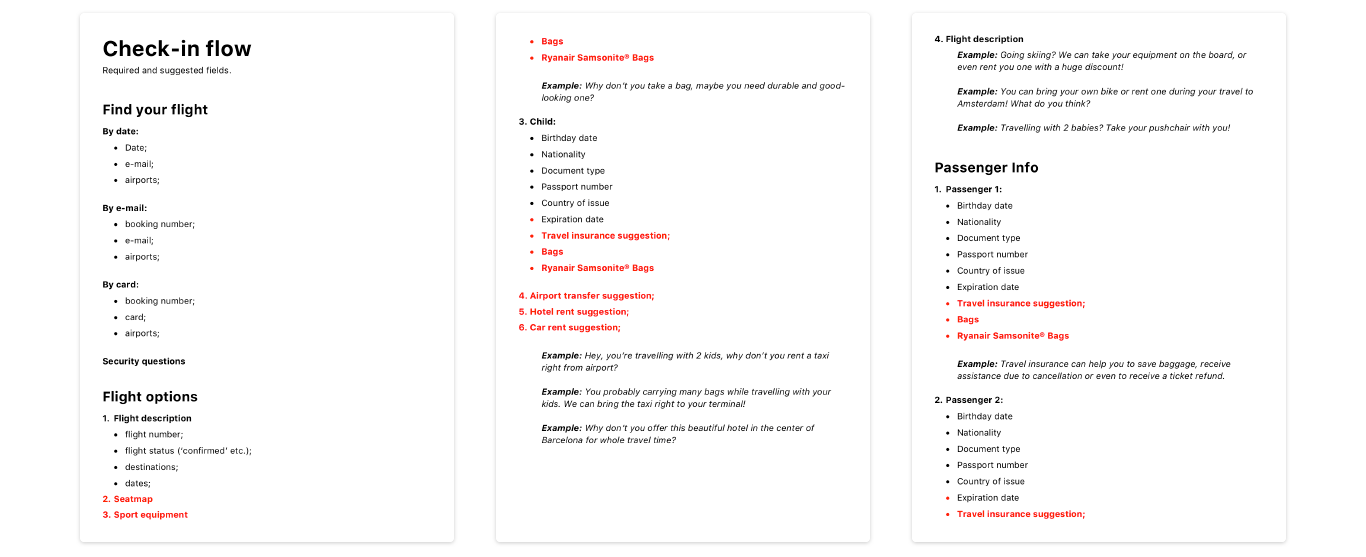 Check-in flow
Required and suggested fields.
Find your flight
By date:
• Date;
• e-mail;
• airports;
By e-mail:
• booking number;
• e-mail;
• airports;
By card:
• booking number;
• card;
• airports;
Security questions
Flight options
1. Flight description
• flight number;
• flight status ('confirmed' etc.);
• destinations;
• dates;
2. Seatmap
3. Sport equipment
• Bags
• Ryanair Samsonite® Bags
Example: Why don't you take a bag, maybe you need durable and good-
looking one?
3. Child:
• Birthday date
• Nationality
• Document type
• Passport number
• Country of issue
• Expiration date
• Travel insurance suggestion;
• Bags
• Ryanair Samsonite® Bags
4. Airport transfer suggestion;
5. Hotel rent suggestion;
6. Car rent suggestion;
Example: Hey, you're travelling with 2 kids, why don't you rent a taxi
right from airport?
Example: You probably carrying many bags while travelling with your
kids. We can bring the taxi right to your terminal!
Example: Why don't you offer this beautiful hotel in the center of
Barcelona for whole travel time?
4. Flight description
Example: Going skiing? We can take your equipment on the board, or
even rent you one with a huge discount!
Example: You can bring your own bike or rent one during your travel to
Amsterdam! What do you think?
Example: Travelling with 2 babies? Take your pushchair with you!
Passenger Info
1. Passenger 1:
• Birthday date
• Nationality
• Document type
• Passport number
• Country of issue
• Expiration date
• Travel insurance suggestion;
• Bags
• Ryanair Samsonite® Bags
Example: Travel insurance can help you to save baggage, receive
assistance due to cancellation or even to receive a ticket refund.
2. Passenger 2:
• Birthday date
• Nationality
• Document type
• Passport number
• Country of issue
• Expiration date
• Travel insurance suggestion;